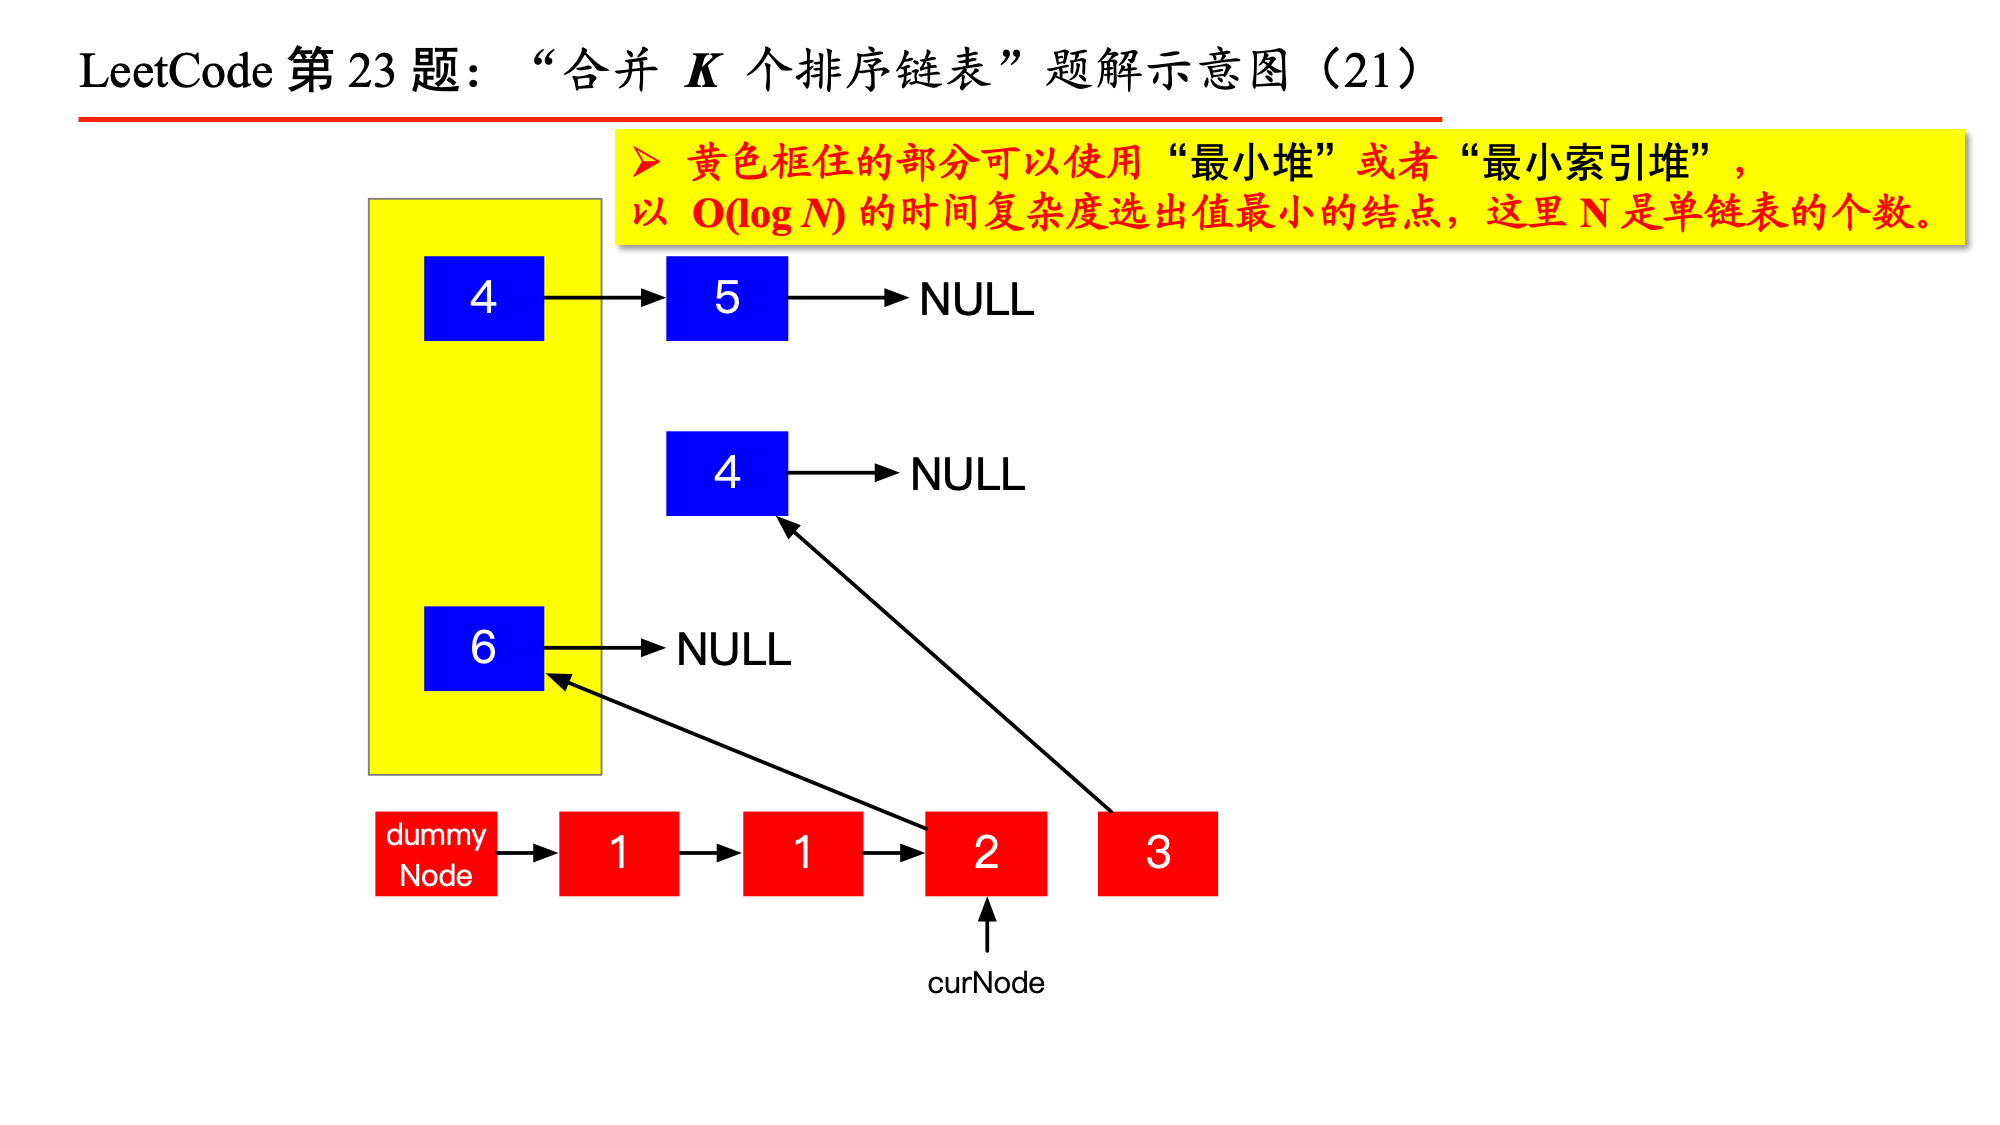 LeetCode 第 23 题：“合并 K 个排序链表”题解示意图（21）
➢ 黄色框住的部分可以使用“最小堆”或者“最小索引堆”，
以 O(log N) 的时间复杂度选出值最小的结点，这里 N 是单链表的个数。
4 5 NULL
4 NULL
6 NULL
dummy
Node
1 1 2 3
curNode